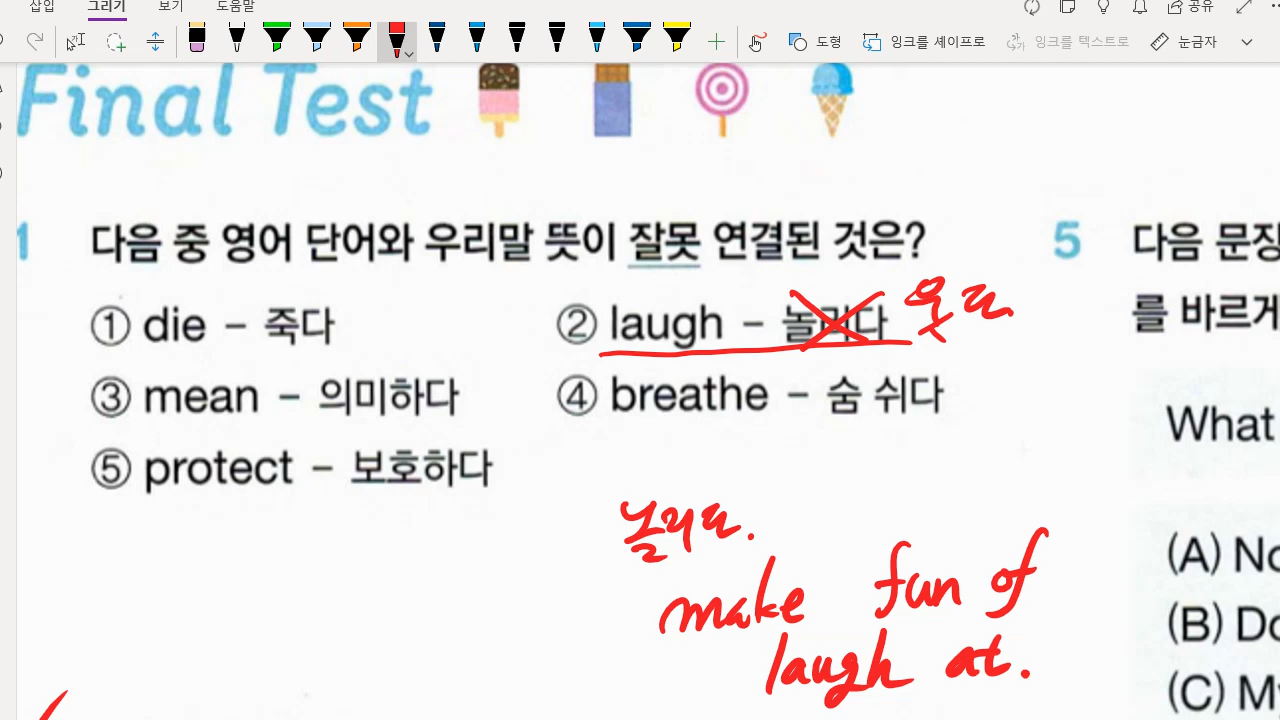 삽입 그리기 보기 도움말
공유
도형 잉크를 셰이프로 잉크를 텍스트로 눈금자
Final Test
1 다음 중 영어 단어와 우리말 뜻이 잘못 연결된 것은?
① die – 죽다 ② laugh – 놀리다 웃다
③ mean – 의미하다 ④ breathe – 숨 쉬다
⑤ protect – 보호하다
놀리다.
make fun of
laugh at.
5 다음 문장
를 바르게
What
(A) No
(B) Do
(C) My